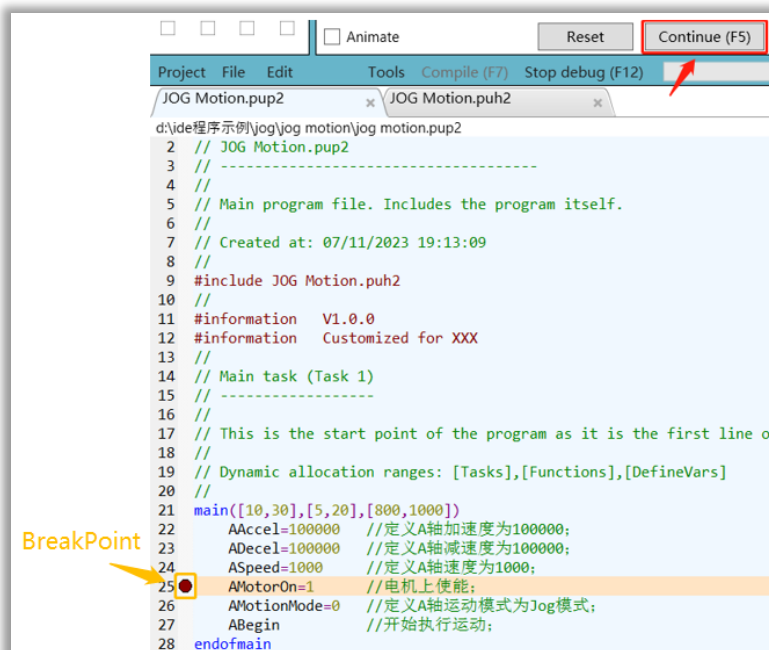 Animate Reset Continue (F5)
Project File Edit Tools Compile (F7) Stop debug (F12)
JOG Motion.pup2 × JOG Motion.puh2 ×
d:\ide程序示例\jog\jog motion\jog motion.pup2
2 // JOG Motion.pup2
3 // -------------------------------------
4 //
5 // Main program file. Includes the program itself.
6 //
7 // Created at: 07/11/2023 19:13:09
8 //
9 #include JOG Motion.puh2
10 //
11 #information V1.0.0
12 #information Customized for XXX
13 //
14 // Main task (Task 1)
15 // ------------------
16 //
17 // This is the start point of the program as it is the first line o
18 //
19 // Dynamic allocation ranges: [Tasks],[Functions],[DefineVars]
20 //
21 main([10,30],[5,20],[800,1000])
22 AAccel=100000 //定义A轴加速度为100000;
BreakPoint
23 ADecel=100000 //定义A轴减速度为100000;
24 ASpeed=1000 //定义A轴速度为1000;
25 AMotorOn=1 //电机上使能;
26 AMotionMode=0 //定义A轴运动模式为Jog模式;
27 ABegin //开始执行运动;
28 endofmain